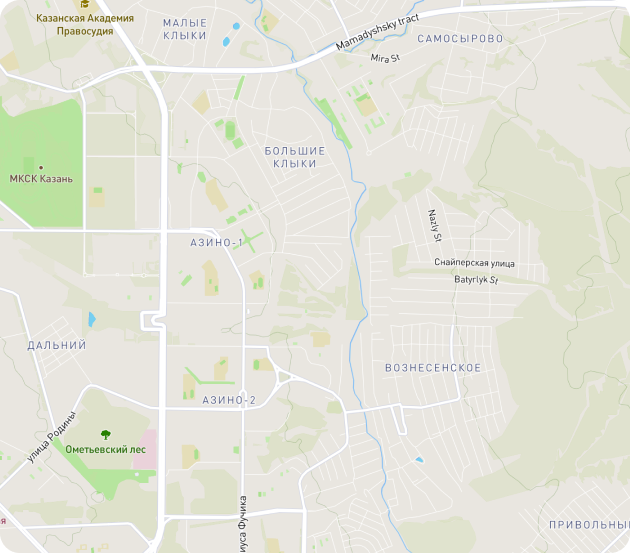 Казанская Академия
Правосудия
МАЛЫЕ
КЛЫКИ
Mamadyshsky tract
САМОСЫРОВО
Mira St
БОЛЬШИЕ
КЛЫКИ
МКСК Казань
Nazly St
АЗИНО-1
Снайперская улица
Batyrlyk St
ДАЛЬНИЙ
ВОЗНЕСЕНСКОЕ
АЗИНО-2
улица Родины
Ометьевский лес
иуса Фучика
ПРИВОЛЬНЫ
я